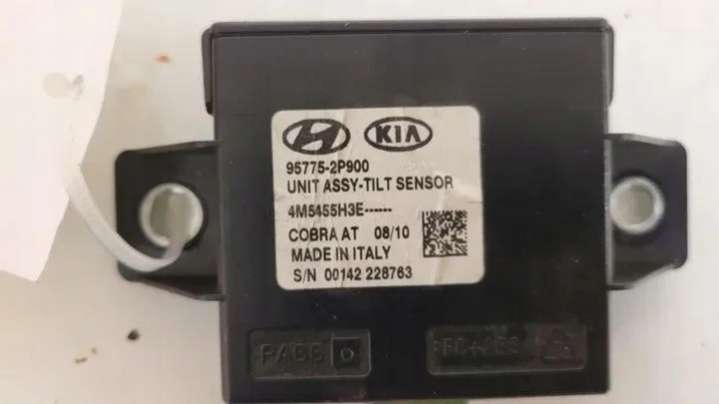 KIA
95775-2P900
UNIT ASSY-TILT SENSOR
4M5455H3E------
COBRA AT 08/10
MADE IN ITALY
S/N 00142 228763